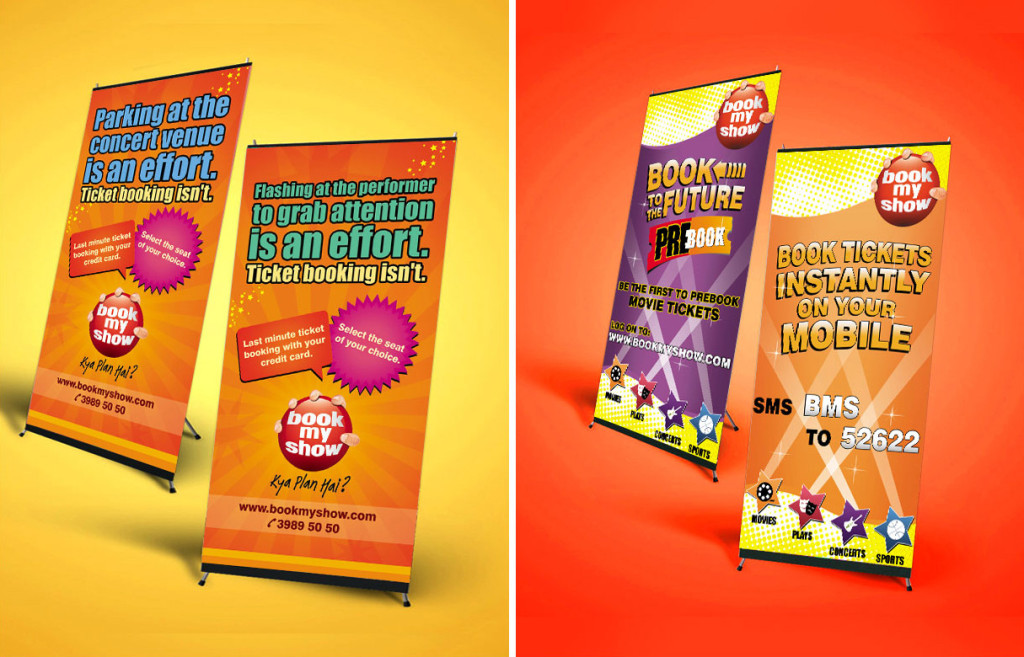 Parking at the
concert venue
is an effort.
Ticket booking isn't.
Last minute ticket
booking with your
credit card.
Select the seat
of your choice.
book
my
show
Kya Plan Hai?
www.bookmyshow.com
3989 50 50
Flashing at the performer
to grab attention
is an effort.
Ticket booking isn't.
Last minute ticket
booking with your
credit card.
Select the seat
of your choice.
book
my
show
Kya Plan Hai?
www.bookmyshow.com
3989 50 50
book
my
show
BOOK
TO
THE FUTURE
PRE BOOK
BE THE FIRST TO PREBOOK
MOVIE TICKETS
LOG ON TO:
WWW.BOOKMYSHOW.COM
MOVIES
PLAYS
CONCERTS
SPORTS
book
my
show
BOOK TICKETS
INSTANTLY
ON YOUR
MOBILE
SMS BMS
TO 52622
MOVIES
PLAYS
CONCERTS
SPORTS